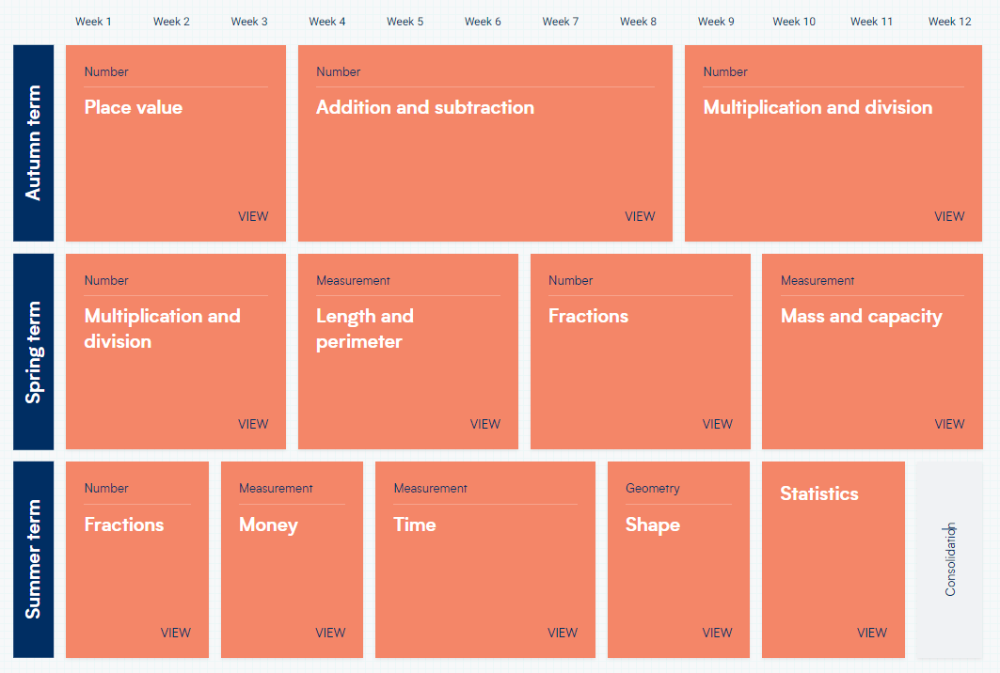 Week 1 Week 2 Week 3 Week 4 Week 5 Week 6 Week 7 Week 8 Week 9 Week 10 Week 11 Week 12
Autumn term
Number
Place value
VIEW
Number
Addition and subtraction
VIEW
Number
Multiplication and division
VIEW
Spring term
Number
Multiplication and
division
VIEW
Measurement
Length and
perimeter
VIEW
Number
Fractions
VIEW
Measurement
Mass and capacity
VIEW
Summer term
Number
Fractions
VIEW
Measurement
Money
VIEW
Measurement
Time
VIEW
Geometry
Shape
VIEW
Statistics
VIEW
Consolidation